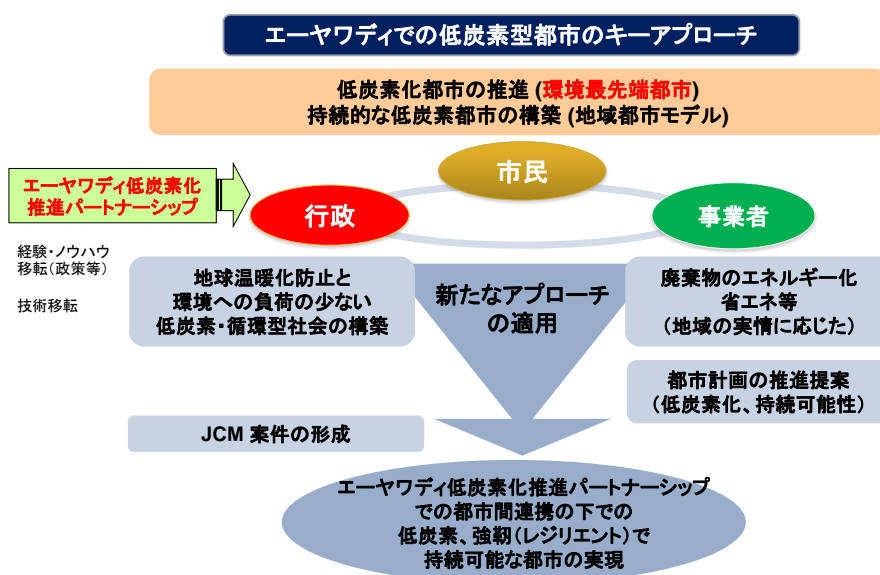 エーヤワディでの低炭素型都市のキーアプローチ
低炭素化都市の推進 (環境最先端都市)
持続的な低炭素都市の構築 (地域都市モデル)
市民
エーヤワディ低炭素化
推進パートナーシップ
行政
事業者
経験・ノウハウ
移転(政策等)
技術移転
地球温暖化防止と
環境への負荷の少ない
低炭素・循環型社会の構築
新たなアプローチ
の適用
廃棄物のエネルギー化
省エネ等
(地域の実情に応じた)
都市計画の推進提案
(低炭素化、持続可能性)
JCM 案件の形成
エーヤワディ低炭素化推進パートナーシップ
での都市間連携の下での
低炭素、強靭(レジリエント)で
持続可能な都市の実現